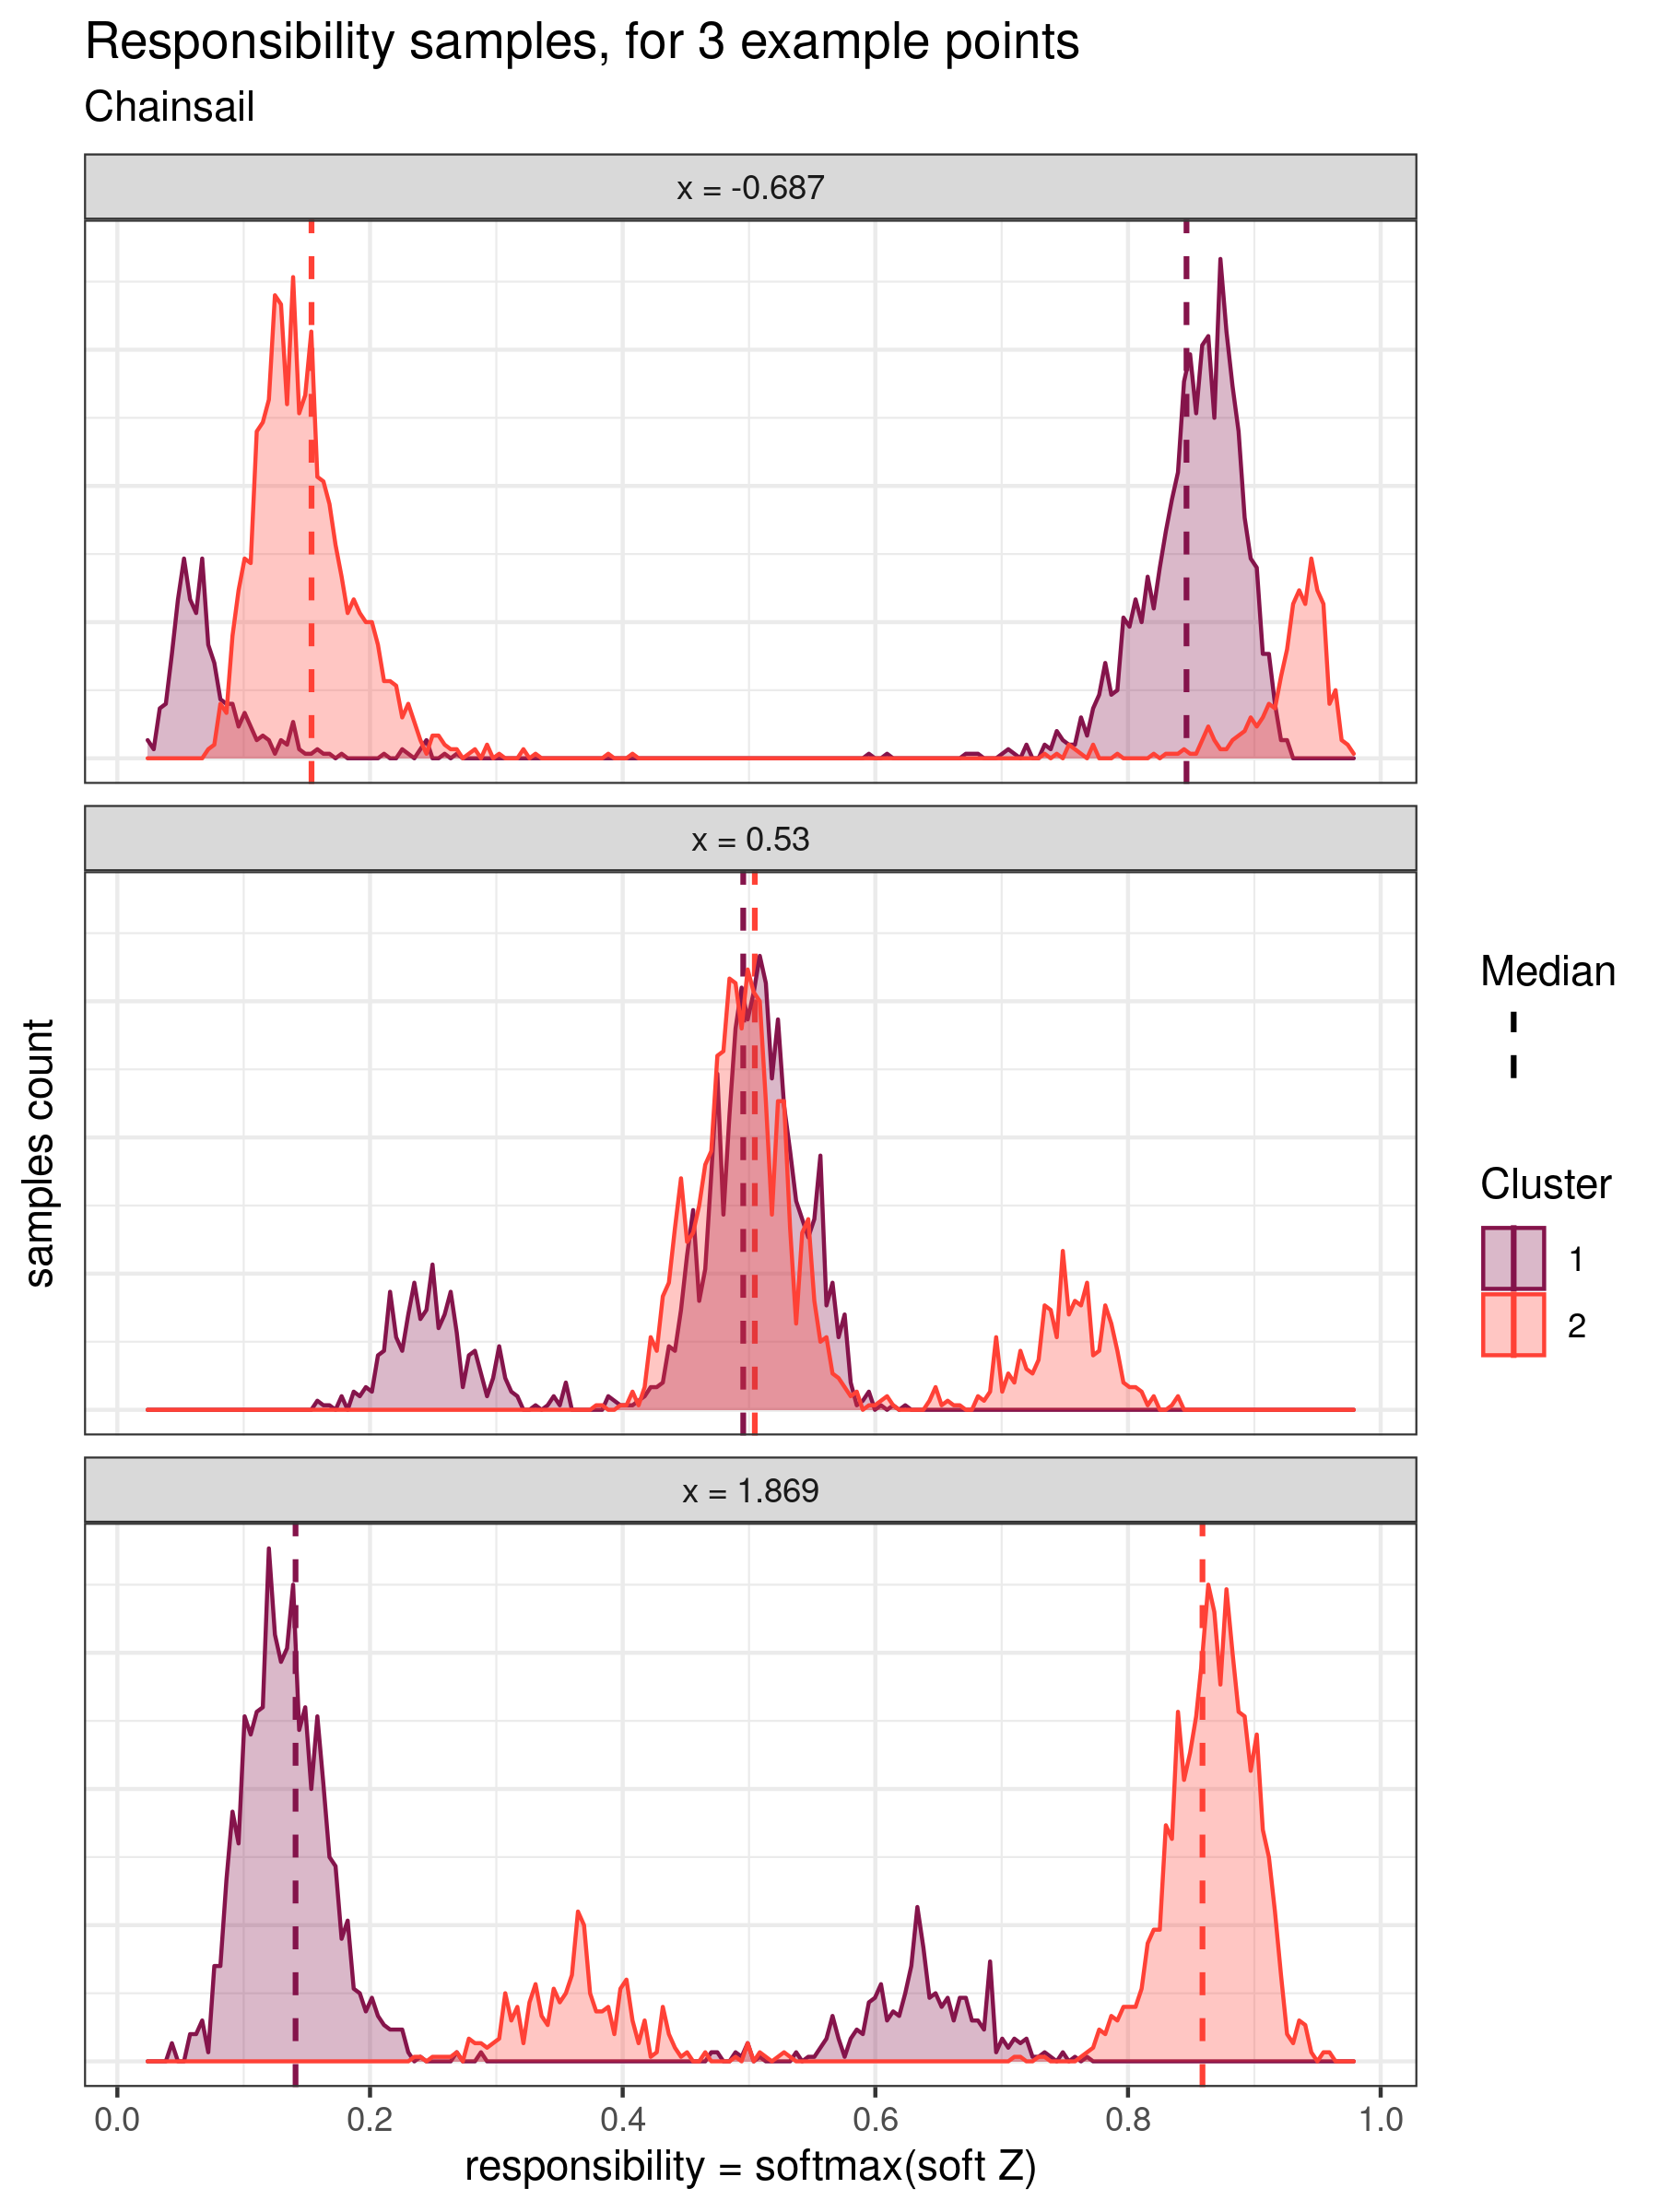 Responsibility samples, for 3 example points
Chainsail
x = -0.687
x = 0.53
x = 1.869
samples count
0.0 0.2 0.4 0.6 0.8 1.0
responsibility = softmax(soft Z)
Median
Cluster
1
2